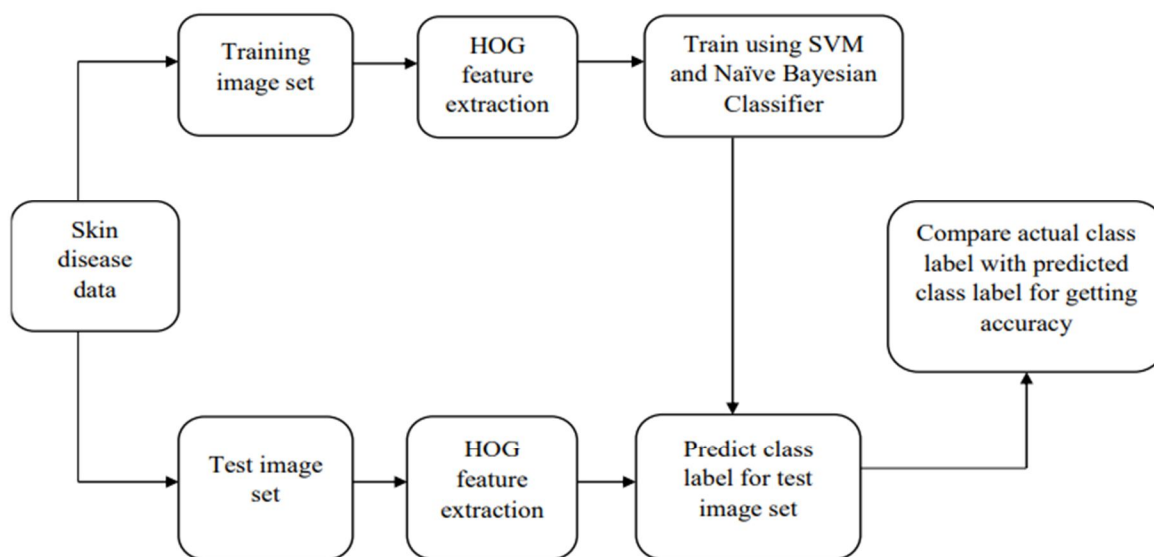 Training
image set
HOG
feature
extraction
Train using SVM
and Naïve Bayesian
Classifier
Skin
disease
data
Compare actual class
label with predicted
class label for getting
accuracy
Test image
set
HOG
feature
extraction
Predict class
label for test
image set